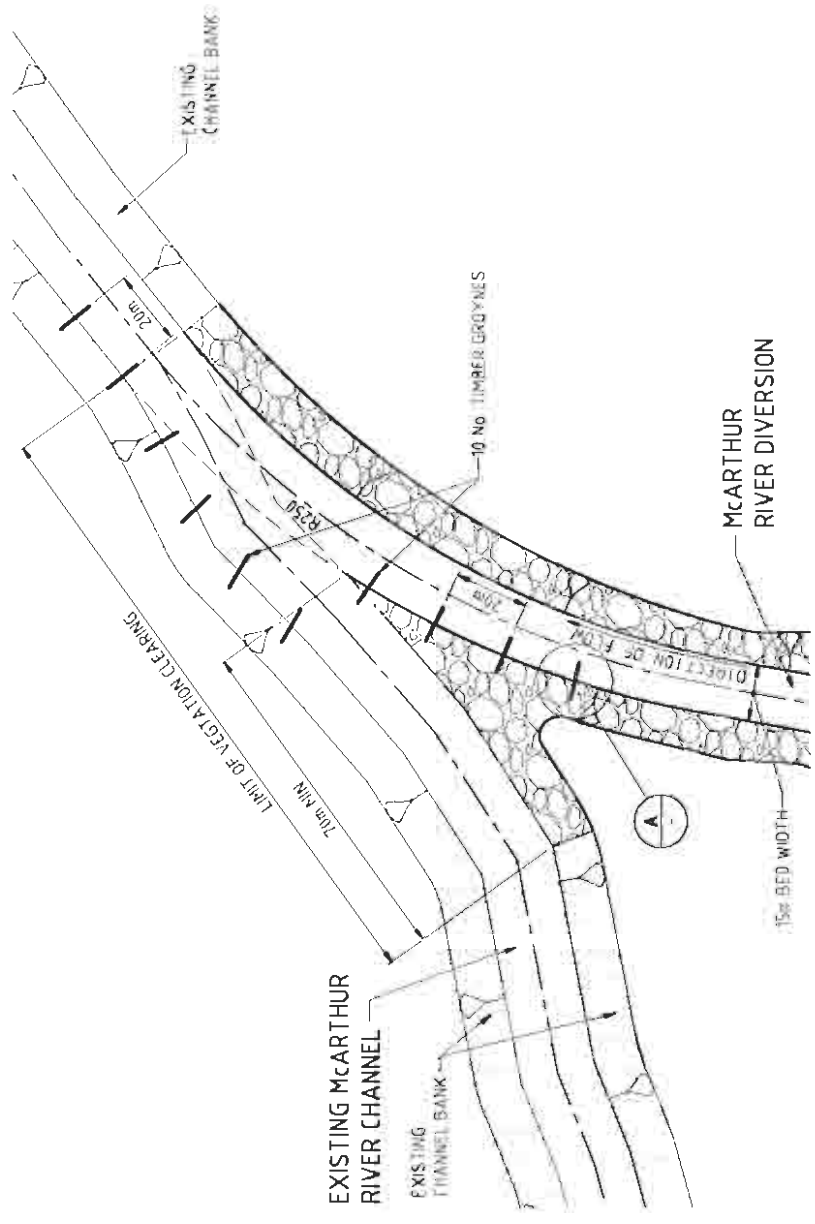 EXISTING
CHANNEL BANK
20m
10 No TIMBER GROYNES
R250
LIMIT OF VEGTATION CLEARING
70m MIN
20m
DIRECTION OF FLOW
McARTHUR
RIVER DIVERSION
A
15m BED WIDTH
EXISTING McARTHUR
RIVER CHANNEL
EXISTING
CHANNEL BANK